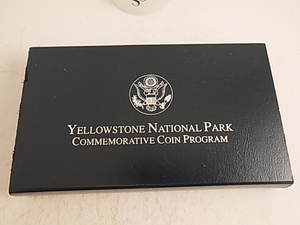 YELLOWSTONE NATIONAL PARK
COMMEMORATIVE COIN PROGRAM